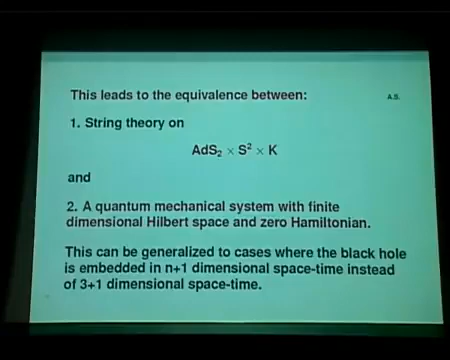 This leads to the equivalence between:
A.S.
1. String theory on
AdS₂ × S² × K
and
2. A quantum mechanical system with finite
dimensional Hilbert space and zero Hamiltonian.
This can be generalized to cases where the black hole
is embedded in n+1 dimensional space-time instead
of 3+1 dimensional space-time.